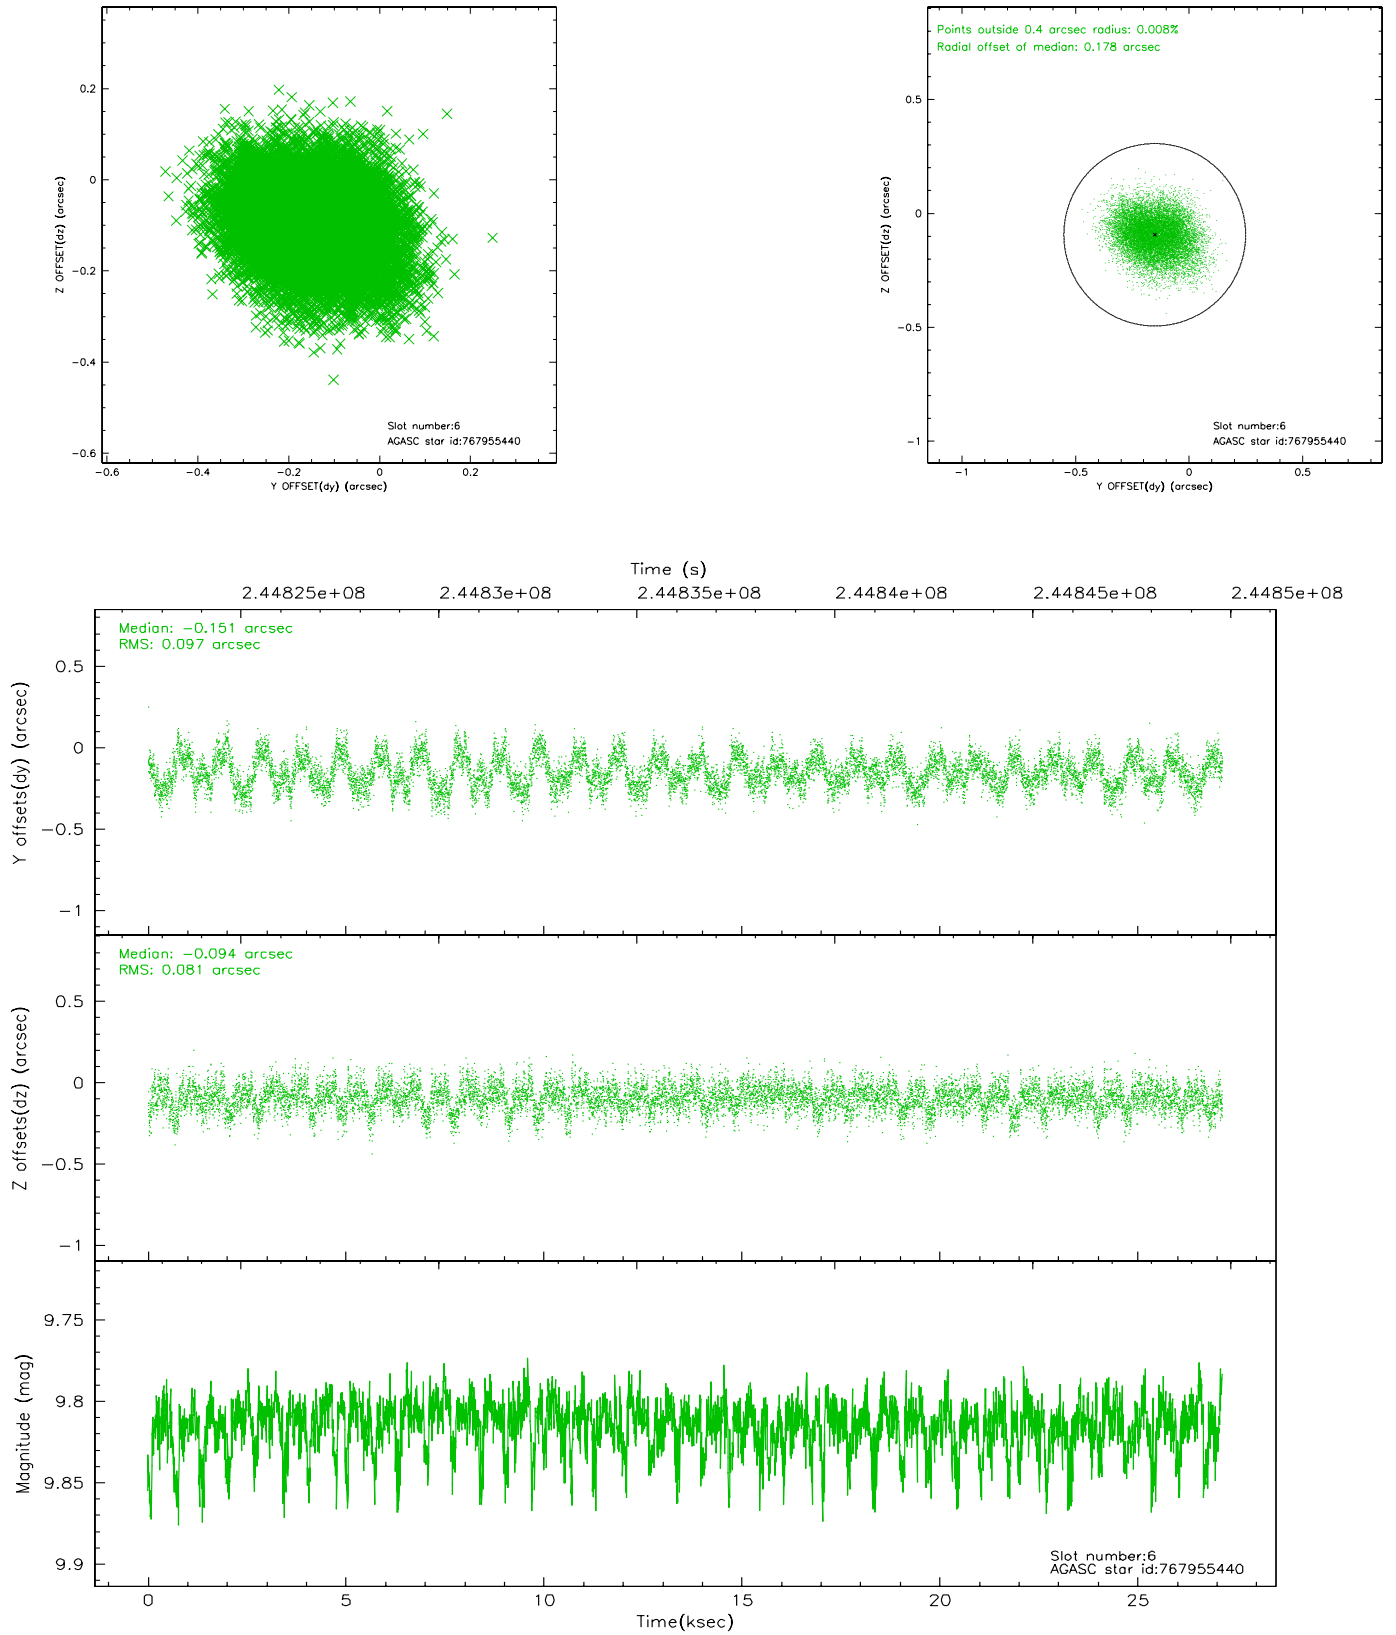 0.2
0
−0.2
−0.4
−0.6
Z OFFSET(dz) (arcsec)
Slot number:6
AGASC star id:767955440
−0.6 −0.4 −0.2 0 0.2
Y OFFSET(dy) (arcsec)
Points outside 0.4 arcsec radius: 0.008%
Radial offset of median: 0.178 arcsec
0.5
0
−0.5
−1
Z OFFSET(dz) (arcsec)
Slot number:6
AGASC star id:767955440
−1 −0.5 0 0.5
Y OFFSET(dy) (arcsec)
Time (s)
2.44825e+08 2.4483e+08 2.44835e+08 2.4484e+08 2.44845e+08 2.4485e+08
Median: −0.151 arcsec
RMS: 0.097 arcsec
0.5
0
−0.5
−1
Y offsets(dy) (arcsec)
Median: −0.094 arcsec
RMS: 0.081 arcsec
0.5
0
−0.5
−1
Z offsets(dz) (arcsec)
9.75
9.8
9.85
9.9
Magnitude (mag)
Slot number:6
AGASC star id:767955440
0 5 10 15 20 25
Time(ksec)